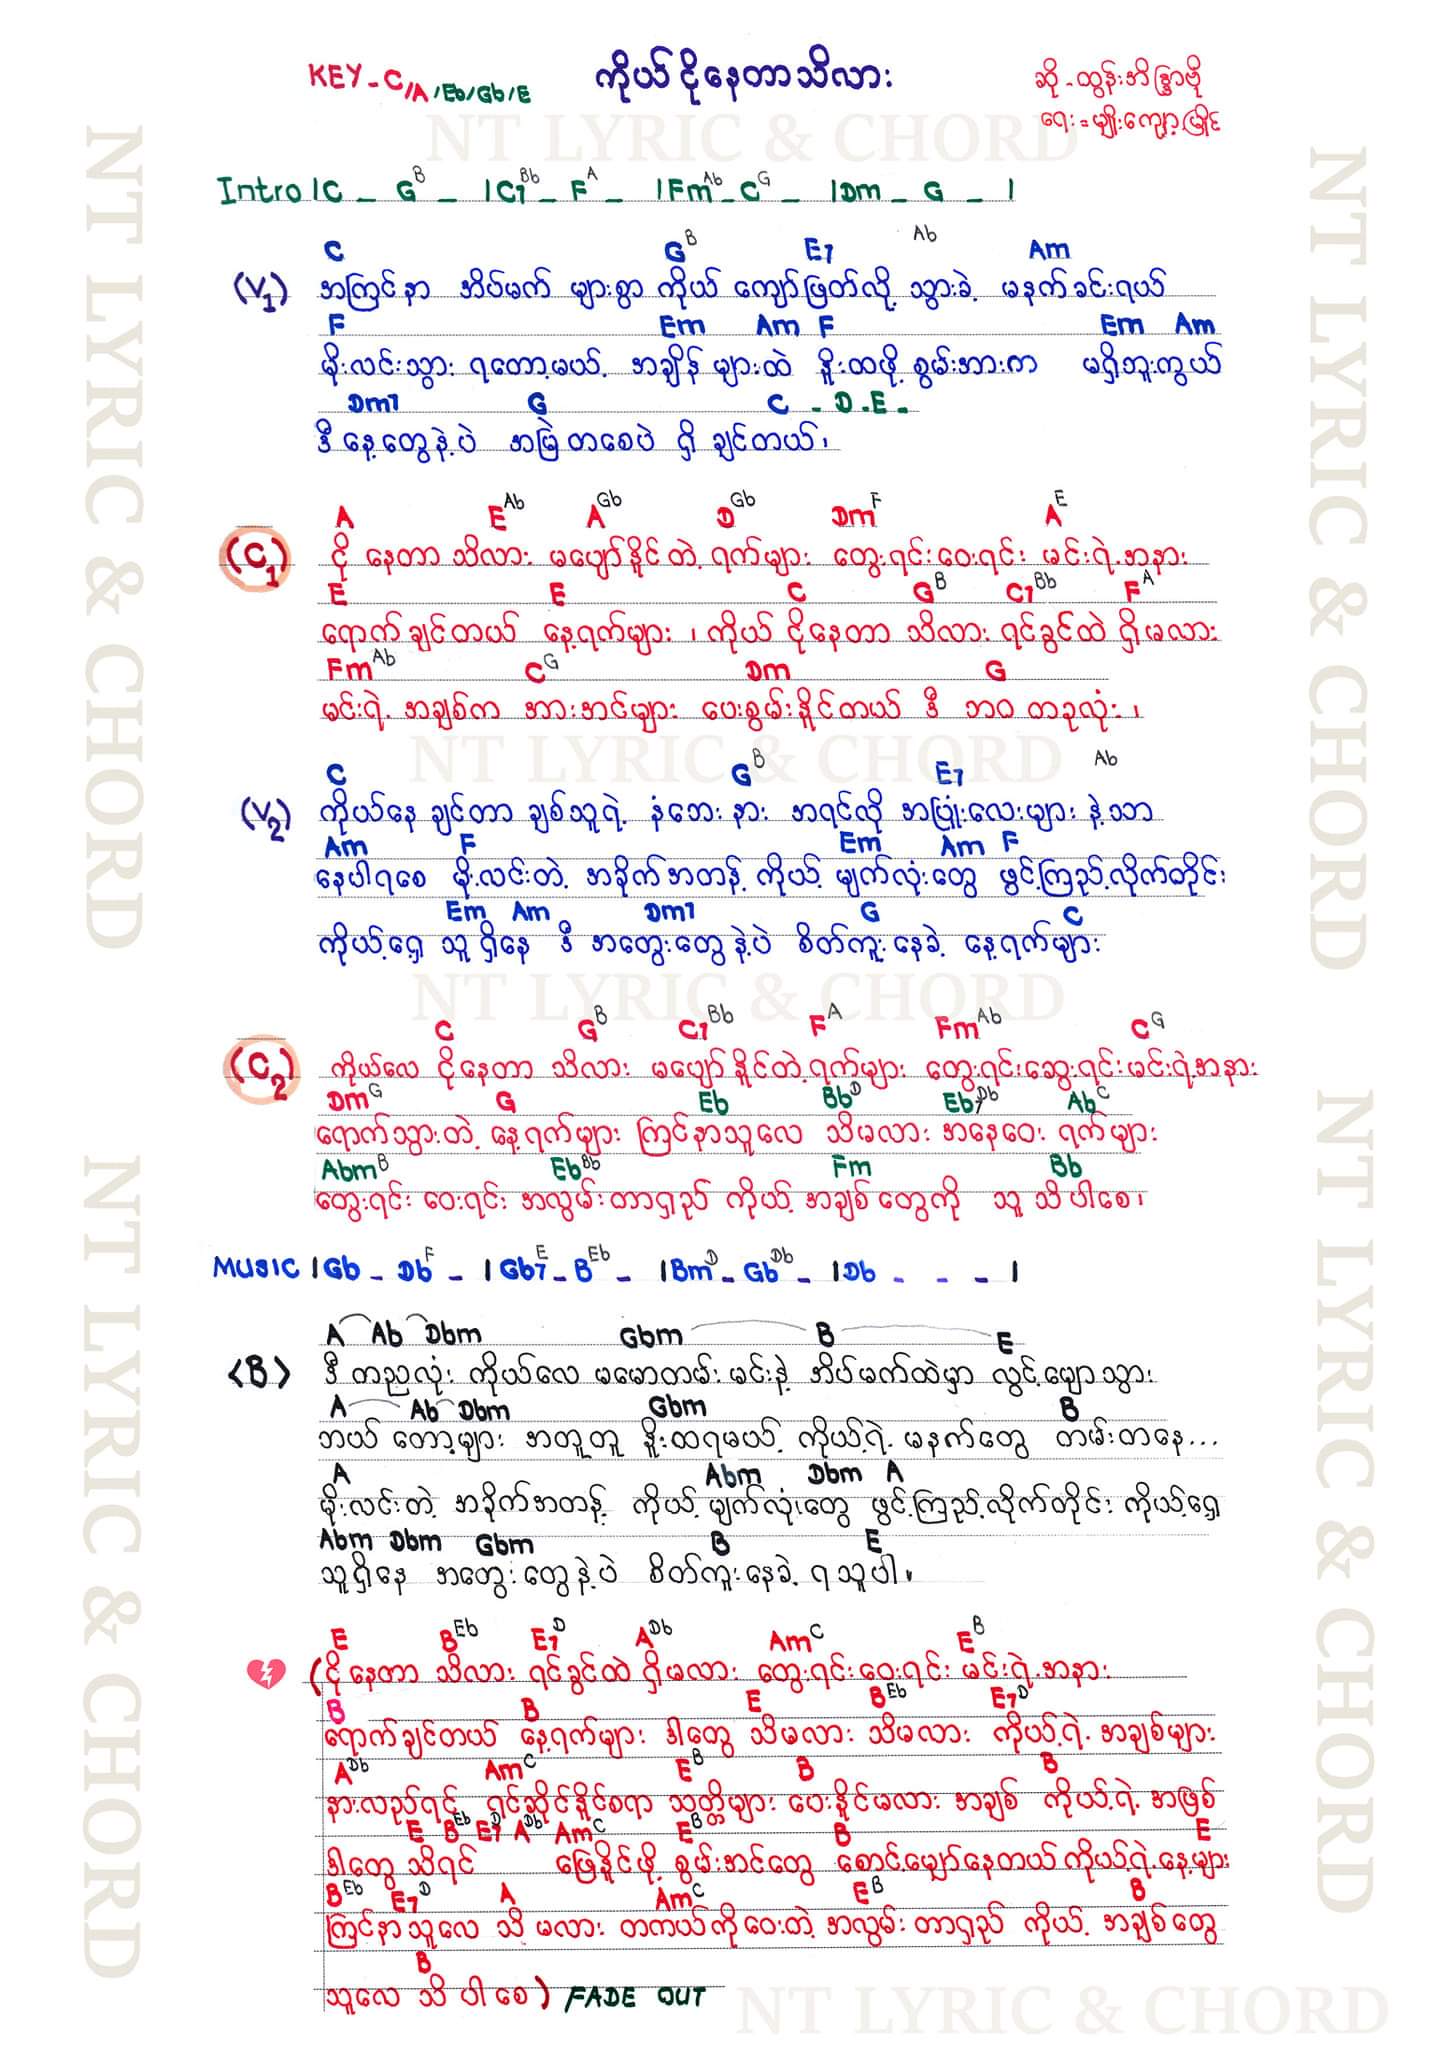 KEY - C/A/Eb/Gb/E
ကိုယ်ငိုနေတာသိလား
ဆို - ထွန်းအိန္ဒြာဗို
ရေး = မျိုးကျော့မြိုင်
NT LYRIC & CHORD
Intro | C _ G B _ | C7 Bb _ F A _ | Fm Ab _ C G _ | Dm _ G _ |
C G B E7 Ab Am
(V1) အကြင်နာ အိပ်မက် များစွာ ကိုယ် ကျော်ဖြတ်လို့ သွားခဲ့ မနက်ခင်းရယ်
F Em Am F Em Am
မိုးလင်းသွား ရတော့မယ့် အချိန် များထဲ နိုးထဖို့ စွမ်းအားက မရှိဘူးကွယ်
Dm7 G C - D - E -
ဒီနေ့တွေနဲ့ပဲ အမြဲတစေပဲ ရှိ ချင်တယ်၊
A E Ab A Gb D Gb Dm F A E
(C1) ငို နေတာ သိလား မပျော်နိုင်တဲ့ ရက်များ တွေးရင်းဝေးရင်း မင်းရဲ့အနား
E E C G B C7 Bb F A
ရောက်ချင်တယ် နေ့ရက်များ ၊ ကိုယ် ငိုနေတာ သိလား ရင်ခွင်ထဲ ရှိမလား
Fm Ab C G Dm G
မင်းရဲ့ အချစ်က အားအင်များ ပေးစွမ်းနိုင်တယ် ဒီ ဘဝ တခုလုံး ၊
NT LYRIC & CHORD
C G B E7 Ab
(V2) ကိုယ်နေ ချင်တာ ချစ်သူရဲ့ နံဘေးနား အရင်လို အပြုံးလေးများ နဲ့သာ
Am F Em Am F
နေပါရစေ မိုးလင်းတဲ့ အခိုက်အတန့် ကိုယ့် မျက်လုံးတွေ ဖွင့်ကြည့်လိုက်တိုင်း
Em Am Dm7 G C
ကိုယ့်ရှေ့ သူ ရှိနေ ဒီ အတွေးတွေနဲ့ပဲ စိတ်ကူးနေခဲ့ နေ့ရက်များ
NT LYRIC & CHORD
C G B C7 Bb F A Fm Ab C G
(C2) ကိုယ်လေ ငိုနေတာ သိလား မပျော်နိုင်တဲ့ရက်များ တွေးရင်းဆွေးရင်းမင်းရဲ့အနား
Dm G G Eb Bb D Eb7 Db Ab C
ရောက်သွားတဲ့ နေ့ရက်များ ကြင်နာသူလေ သိမလား အနေဝေး ရက်များ
Abm B Eb Bb Fm Bb
တွေးရင်း ဝေးရင်း အလွမ်းတာရှည် ကိုယ့် အချစ်တွေကို သူ သိပါစေ၊
MUSIC | Gb _ Db F _ | Gb7 E _ B Eb _ | Bm D _ Gb Db _ | Db - - - |
A Ab Dbm Gbm B E
<B> ဒီ တညလုံး ကိုယ်လေ မမောတမ်း မင်းနဲ့ အိပ်မက်ထဲမှာ လွင့်မျောသွား
A Ab Dbm Gbm B
ဘယ်တော့များ အတူတူ နိုးထရမယ့် ကိုယ့်ရဲ့ မနက်တွေ တမ်းတနေ...
A Abm Dbm A
မိုးလင်းတဲ့ အခိုက်အတန့် ကိုယ့် မျက်လုံးတွေ ဖွင့်ကြည့်လိုက်တိုင်း ကိုယ့်ရှေ့
Abm Dbm Gbm B E
သူရှိနေ အတွေးတွေနဲ့ပဲ စိတ်ကူးနေခဲ့ ရသူပါ။
E B Eb E7 D A Db Am C E B
(ငိုနေတာ သိလား ရင်ခွင်ထဲ ရှိမလား တွေးရင်းဝေးရင်း မင်းရဲ့အနား
B B E B Eb E7 D
ရောက်ချင်တယ် နေ့ရက်များ ဒါတွေ သိမလား သိမလား ကိုယ့်ရဲ့ အချစ်များ
A Db Am C E B B B
နားလည်ရင့် ရင်ဆိုင်နိုင်စရာ သတ္တိများ ပေးနိုင်မလား အချစ် ကိုယ့်ရဲ့ အဖြစ်
E B Eb E7 D A Db Am C E B B E
ဒါတွေ သိရင် ဖြေနိုင်ဖို့ စွမ်းအင်တွေ စောင့်မျှော်နေတယ် ကိုယ့်ရဲ့နေ့များ
B Eb E7 D A Am C E B B
ကြင်နာသူလေ သိ မလား တကယ်ကိုဝေးတဲ့ အလွမ်းတာရှည် ကိုယ့် အချစ်တွေ
B
သူလေ သိ ပါစေ) FADE OUT
NT LYRIC & CHORD
NT LYRIC & CHORD
NT LYRIC & CHORD
NT LYRIC & CHORD
NT LYRIC & CHORD